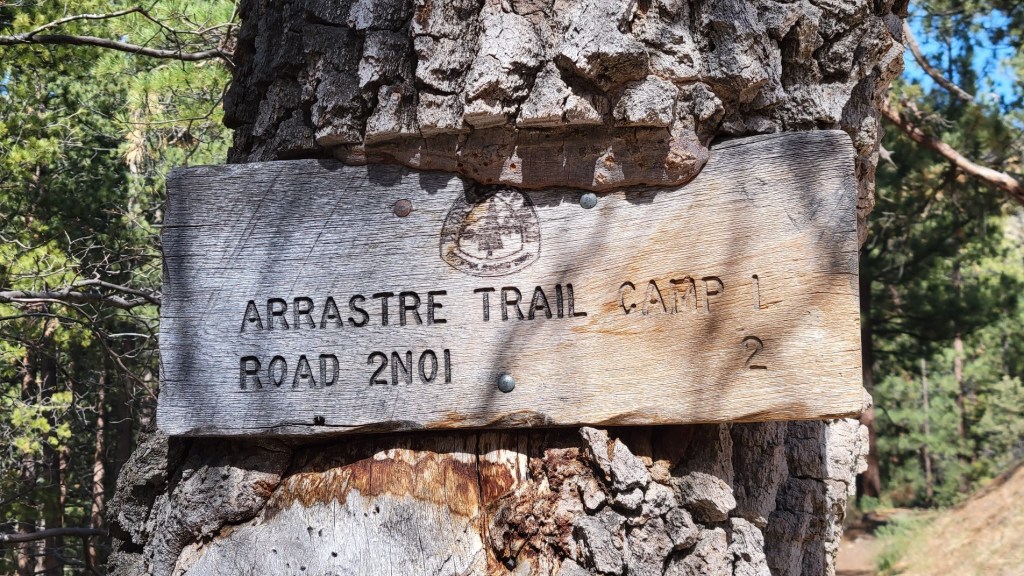 ARRASTRE TRAIL CAMP 1
ROAD 2N01 2